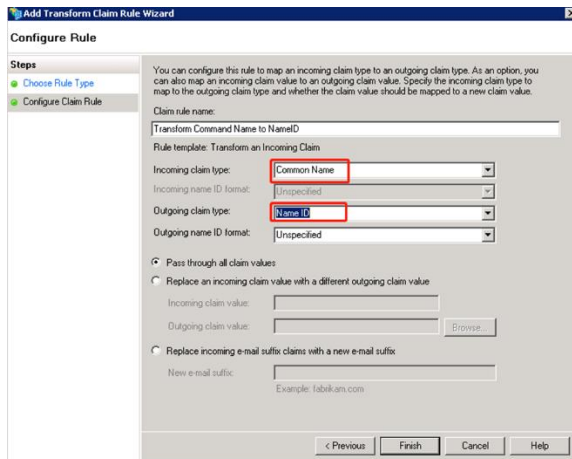 Add Transform Claim Rule Wizard
Configure Rule
Steps
Choose Rule Type
Configure Claim Rule
You can configure this rule to map an incoming claim type to an outgoing claim type. As an option, you
can also map an incoming claim value to an outgoing claim value. Specify the incoming claim type to
map to the outgoing claim type and whether the claim value should be mapped to a new claim value.
Claim rule name:
Transform Command Name to NameID
Rule template: Transform an Incoming Claim
Incoming claim type: Common Name
Incoming name ID format: Unspecified
Outgoing claim type: Name ID
Outgoing name ID format: Unspecified
Pass through all claim values
Replace an incoming claim value with a different outgoing claim value
Incoming claim value:
Outgoing claim value: Browse...
Replace incoming e-mail suffix claims with a new e-mail suffix
New e-mail suffix:
Example: fabrikam.com
< Previous Finish Cancel Help